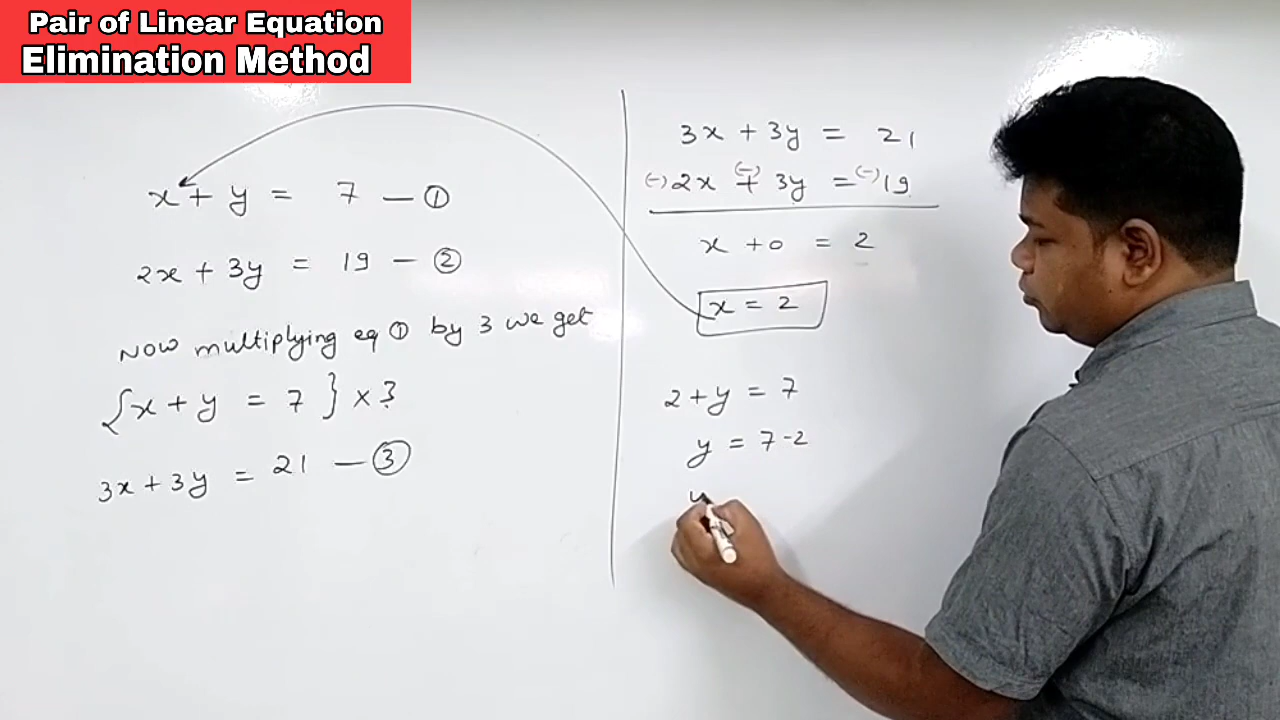 Pair of Linear Equation
Elimination Method
x + y = 7 — ①
2x + 3y = 19 — ②
Now multiplying eq ① by 3 we get
{x + y = 7} × 3
3x + 3y = 21 — ③
3x + 3y = 21
(-) 2x (-) + 3y = (-) 19
x + 0 = 2
x = 2
2 + y = 7
y = 7 - 2
y